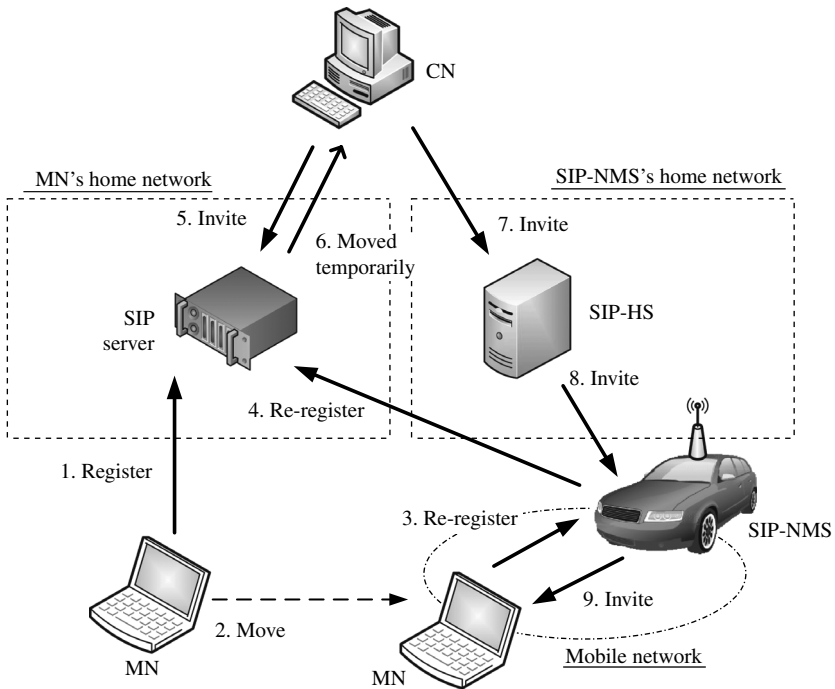 CN
MN's home network
SIP-NMS's home network
5. Invite
7. Invite
6. Moved
temporarily
SIP
server
SIP-HS
8. Invite
4. Re-register
1. Register
3. Re-register
SIP-NMS
9. Invite
2. Move
MN
MN
Mobile network